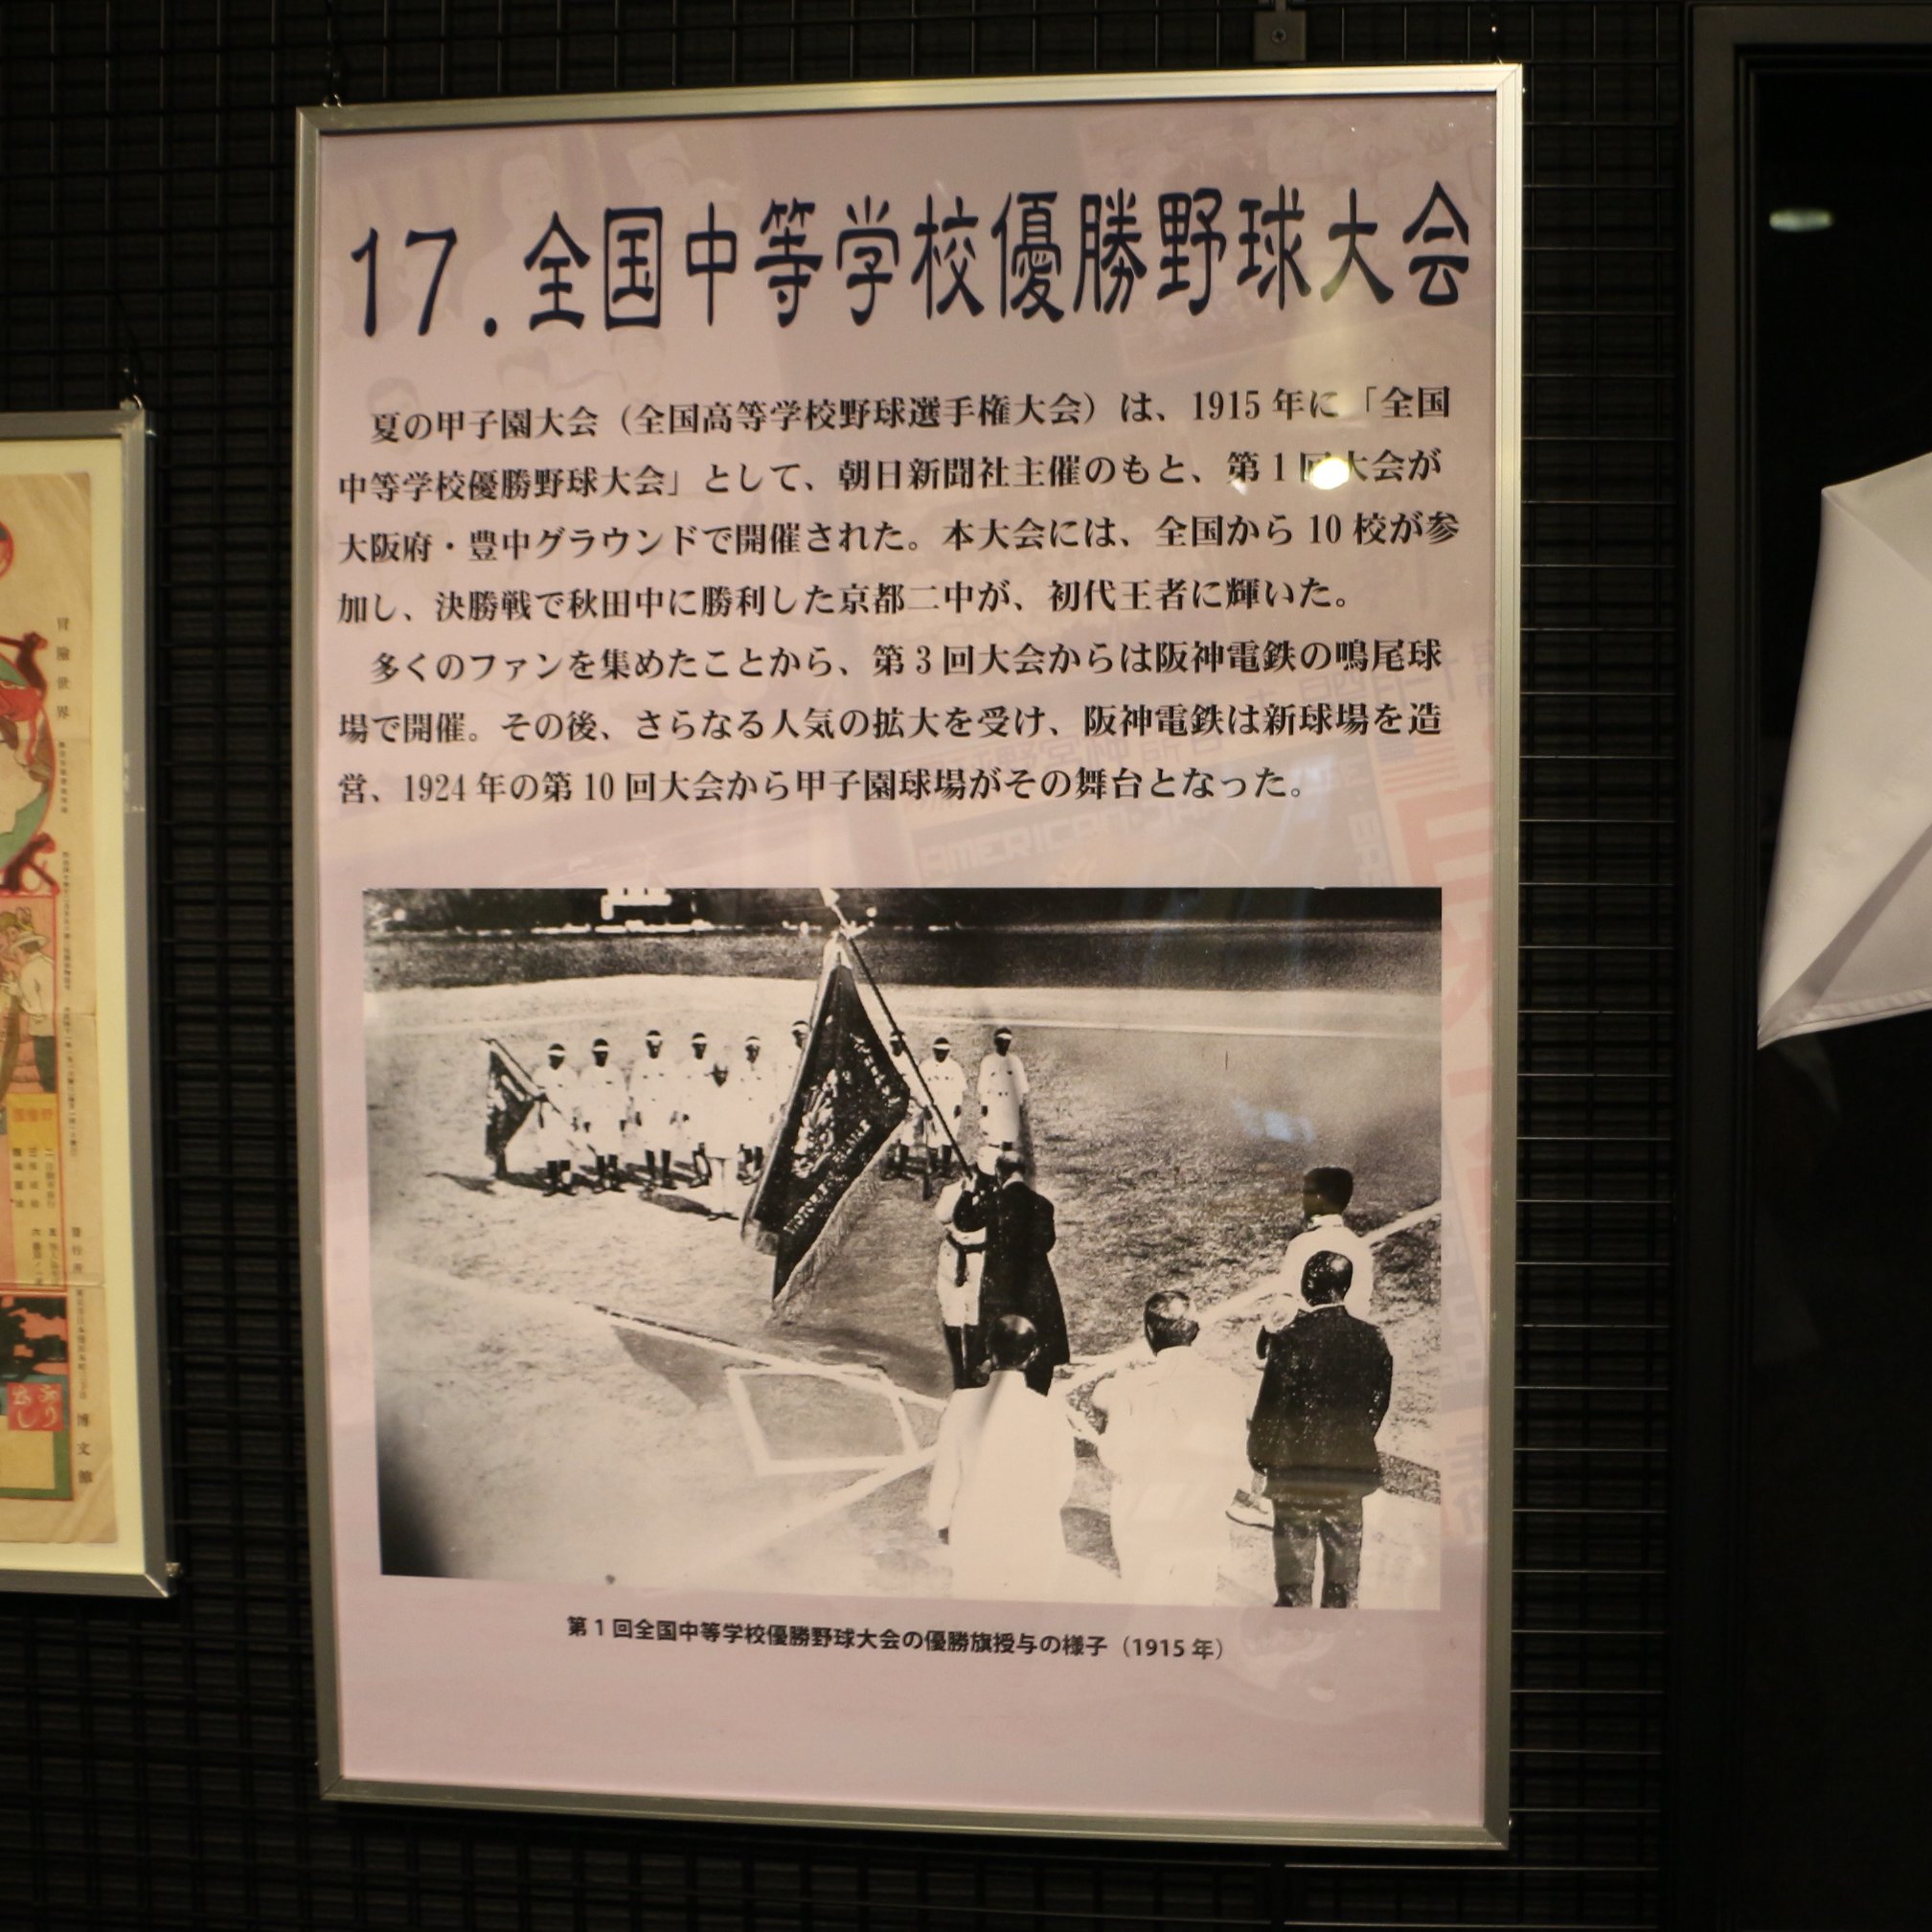 17.全国中等学校優勝野球大会
夏の甲子園大会（全国高等学校野球選手権大会）は、1915年に「全国
中等学校優勝野球大会」として、朝日新聞社主催のもと、第1回大会が
大阪府・豊中グラウンドで開催された。本大会には、全国から10校が参
加し、決勝戦で秋田中に勝利した京都二中が、初代王者に輝いた。
多くのファンを集めたことから、第3回大会からは阪神電鉄の鳴尾球
場で開催。その後、さらなる人気の拡大を受け、阪神電鉄は新球場を造
営、1924年の第10回大会から甲子園球場がその舞台となった。
第1回全国中等学校優勝野球大会の優勝旗授与の様子（1915年）
冒険世界
博文館